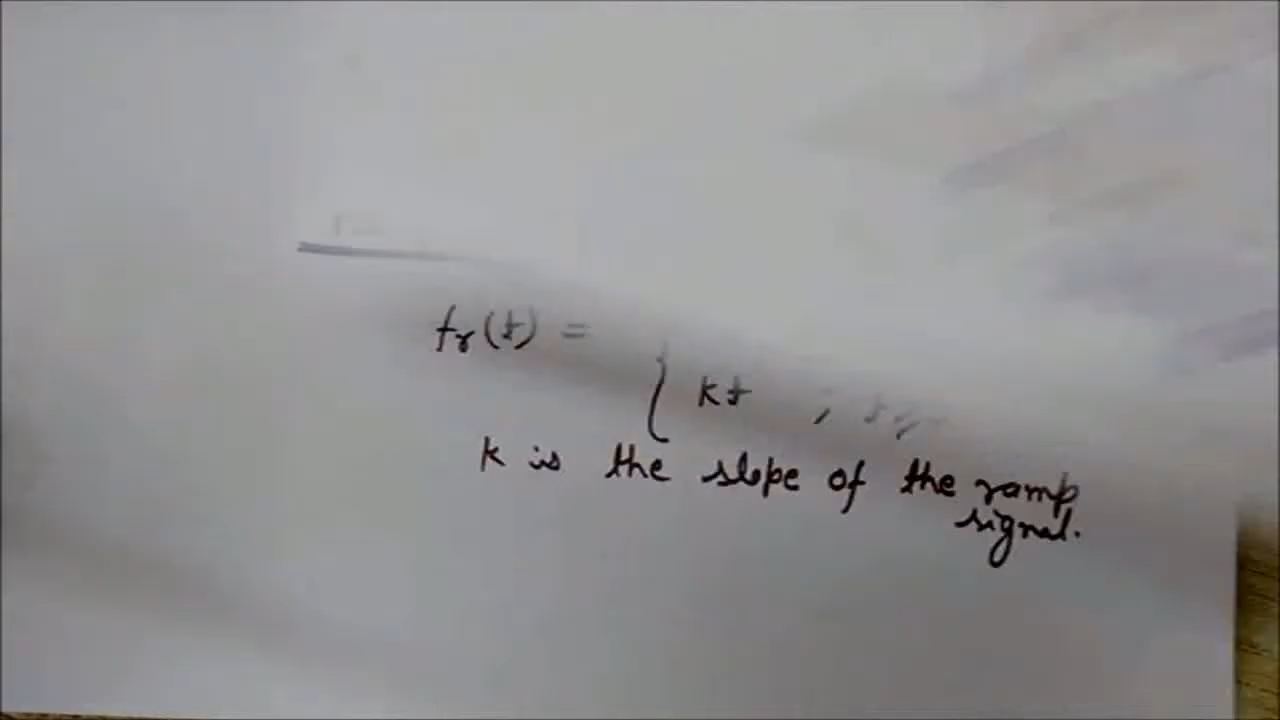 fr(t) =
{ kt ;
k is the slope of the ramp
signal.